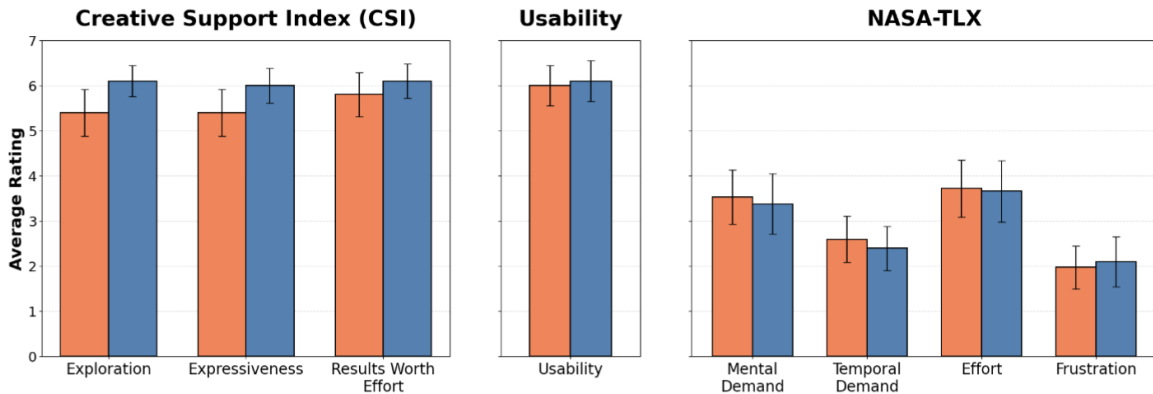 Creative Support Index (CSI)
Usability
NASA-TLX
Average Rating
7
6
5
4
3
2
1
0
Exploration
Expressiveness
Results Worth
Effort
Usability
Mental
Demand
Temporal
Demand
Effort
Frustration